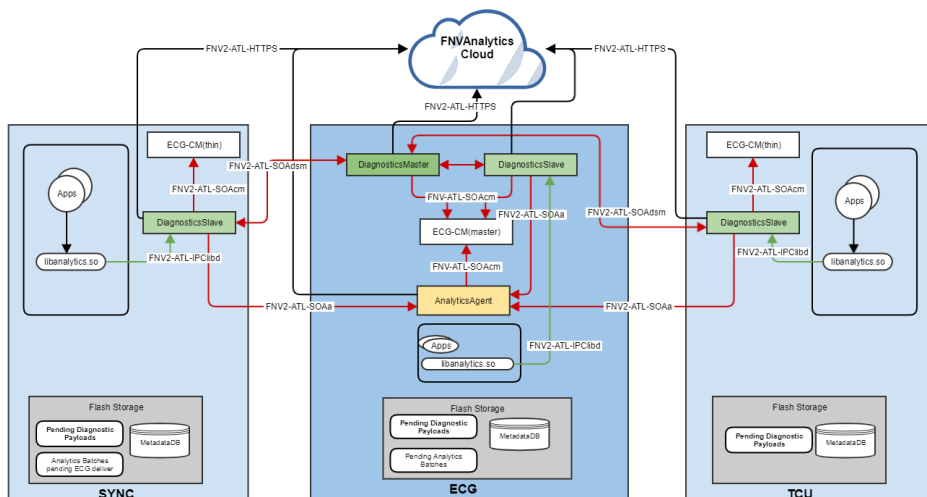 FNVAnalytics
Cloud
FNV2-ATL-HTTPS
FNV2-ATL-HTTPS
FNV2-ATL-HTTPS
ECG-CM(thin)
FNV2-ATL-SOAdsm
DiagnosticsMaster
DiagnosticsSlave
ECG-CM(thin)
Apps
FNV2-ATL-SOAcm
FNV-ATL-SOAcm
FNV2-ATL-SOAa
FNV2-ATL-SOAdsm
FNV2-ATL-SOAcm
Apps
DiagnosticsSlave
ECG-CM(master)
DiagnosticsSlave
libanalytics.so
FNV2-ATL-IPClibd
FNV-ATL-SOAcm
FNV2-ATL-IPClibd
libanalytics.so
FNV2-ATL-SOAa
AnalyticsAgent
FNV2-ATL-SOAa
Apps
FNV2-ATL-IPClibd
libanalytics.so
Flash Storage
Pending Diagnostic
Payloads
MetadataDB
Analytics Batches
pending ECG deliver
SYNC
Flash Storage
Pending Diagnostic
Payloads
MetadataDB
Pending Analytics
Batches
ECG
Flash Storage
Pending Diagnostic
Payloads
MetadataDB
TCU